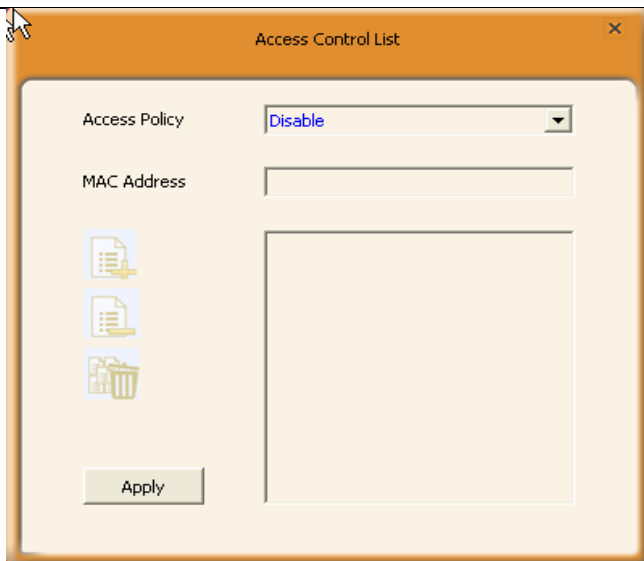 Access Control List
Access Policy
Disable
MAC Address
Apply